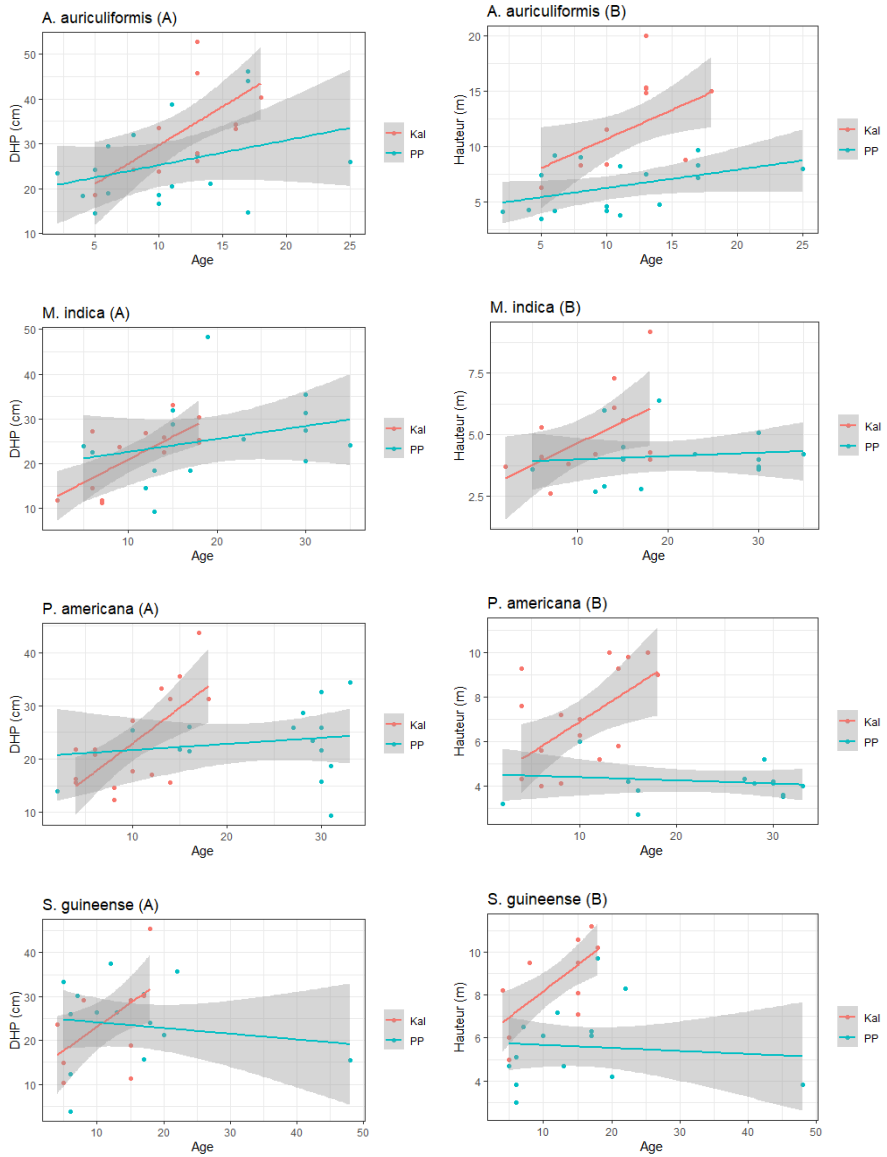 A. auriculiformis (A)
DHP (cm)
50
40
30
20
10
5
10
15
20
25
Age
Kal
PP
A. auriculiformis (B)
Hauteur (m)
20
15
10
5
5
10
15
20
25
Age
Kal
PP
M. indica (A)
DHP (cm)
50
40
30
20
10
10
20
30
Age
Kal
PP
M. indica (B)
Hauteur (m)
7.5
5.0
2.5
10
20
30
Age
Kal
PP
P. americana (A)
DHP (cm)
40
30
20
10
10
20
30
Age
Kal
PP
P. americana (B)
Hauteur (m)
10
8
6
4
10
20
30
Age
Kal
PP
S. guineense (A)
DHP (cm)
40
30
20
10
10
20
30
40
50
Age
Kal
PP
S. guineense (B)
Hauteur (m)
10
8
6
4
10
20
30
40
50
Age
Kal
PP